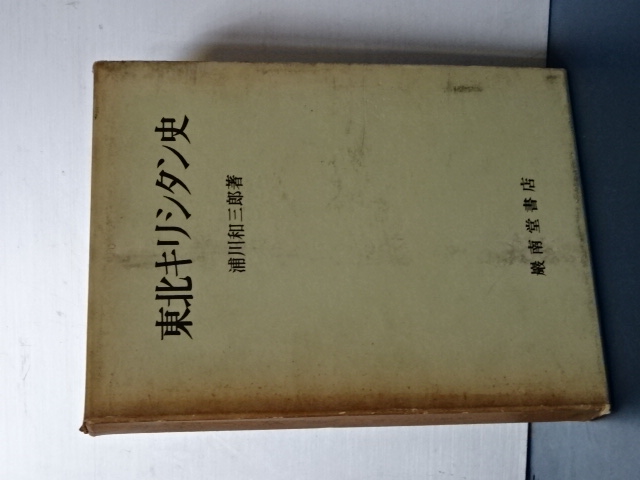 東北キリシタン史
浦川和三郎著
巌南堂書店